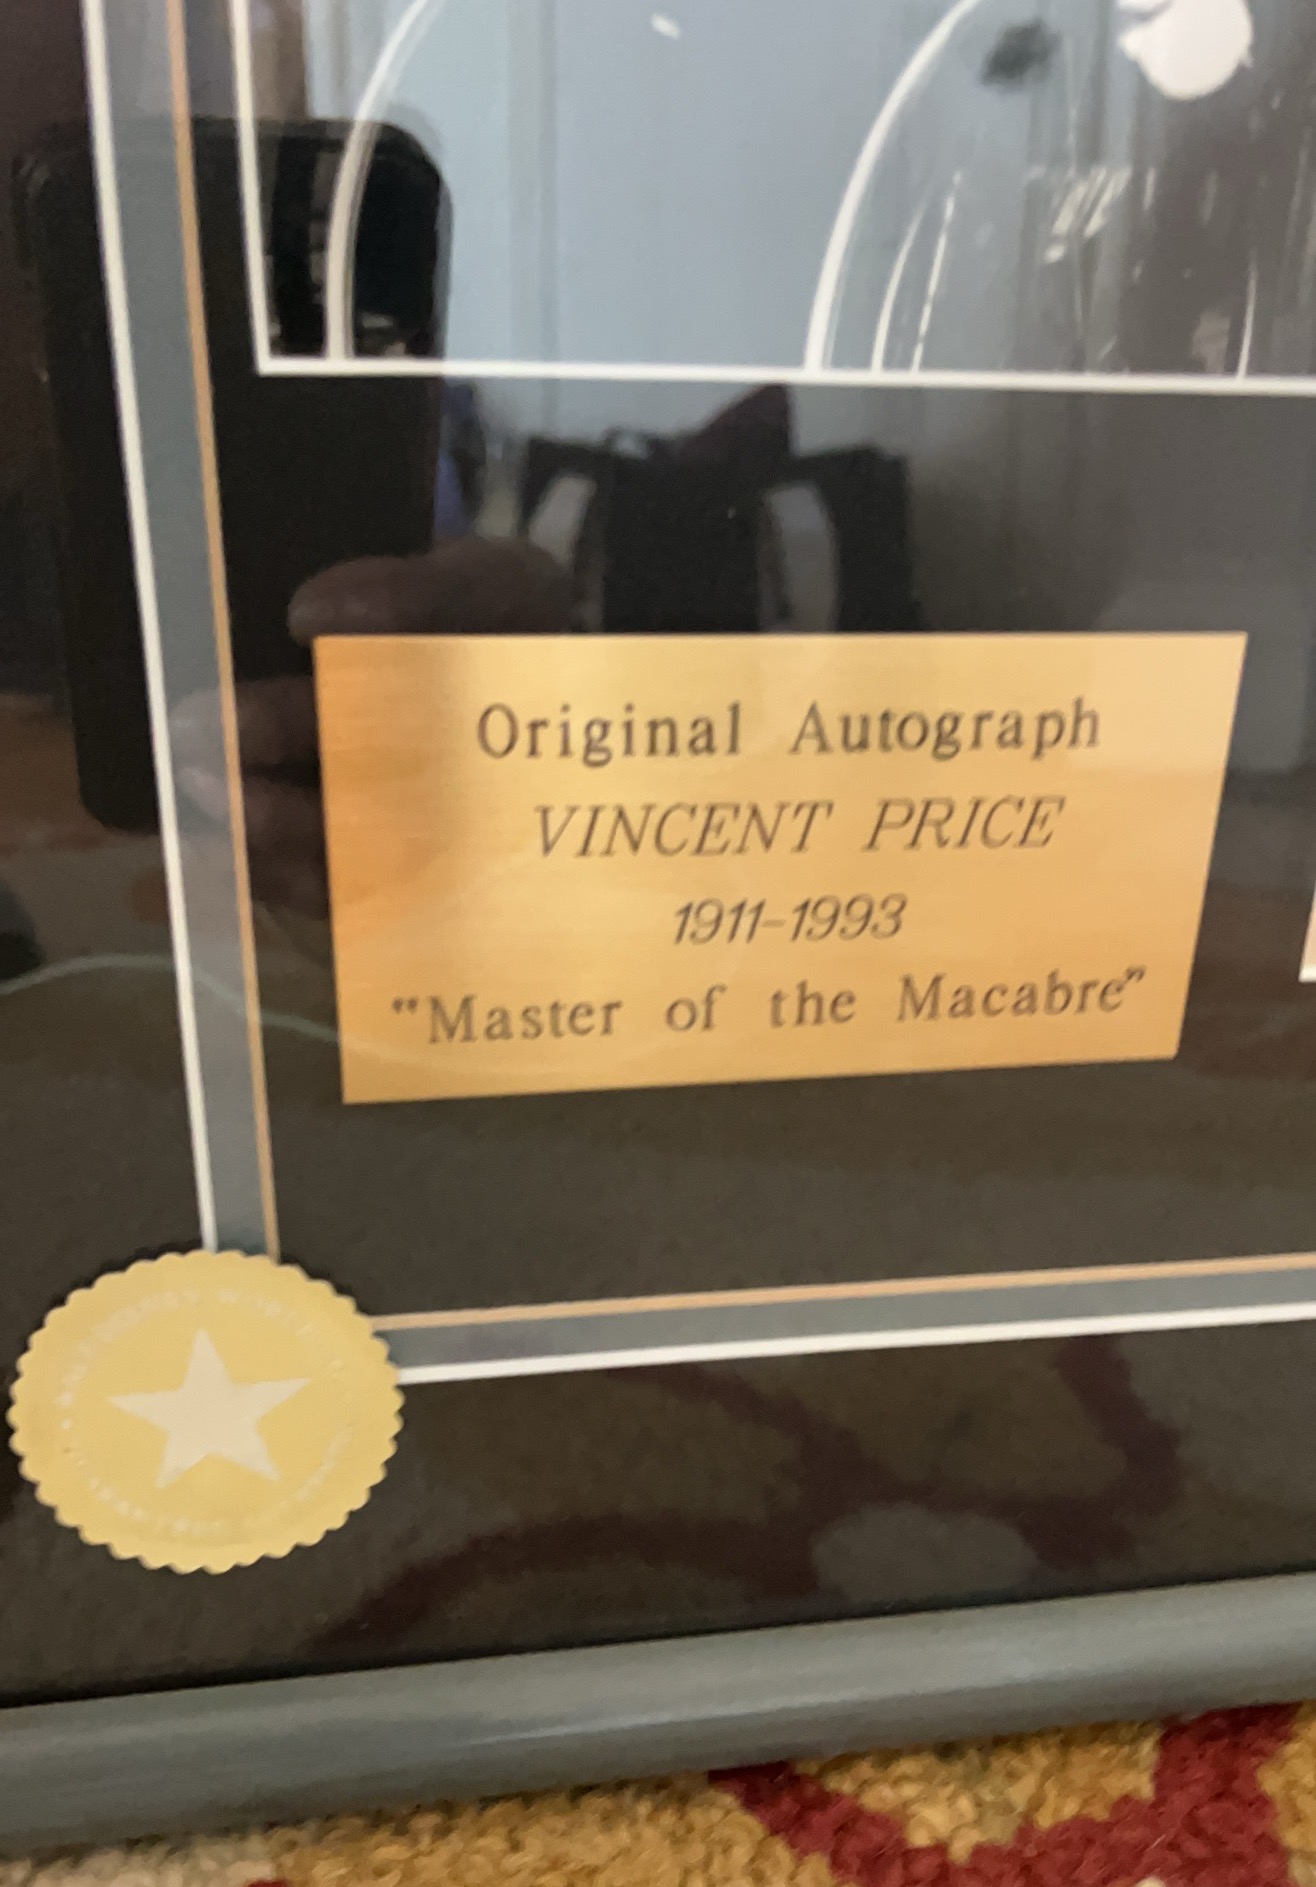 Original Autograph
VINCENT PRICE
1911-1993
"Master of the Macabre"